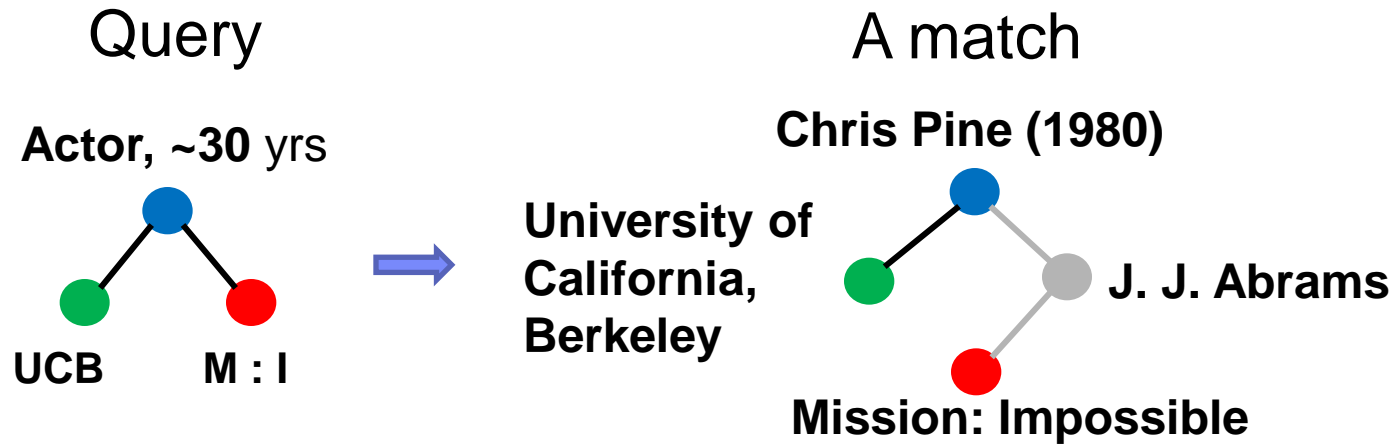 Query
A match
Actor, ~30 yrs
UCB
M : I
Chris Pine (1980)
University of
California,
Berkeley
J. J. Abrams
Mission: Impossible